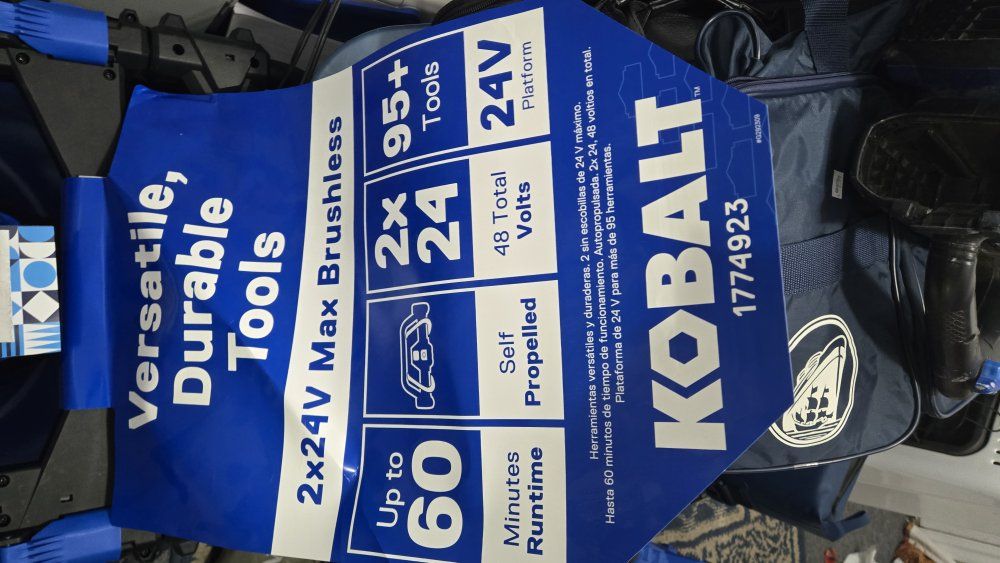 Versatile,
Durable
Tools
2x24V Max Brushless
Up to
60
Minutes
Runtime
Self
Propelled
2x
24
48 Total
Volts
95+
Tools
24V
Platform
Herramientas versátiles y duraderas. 2 sin escobillas de 24 V máximo.
Hasta 60 minutos de tiempo de funcionamiento. Autopropulsada. 2x 24, 48 voltios en total.
Plataforma de 24 V para más de 95 herramientas.
KOBALT™
1774923